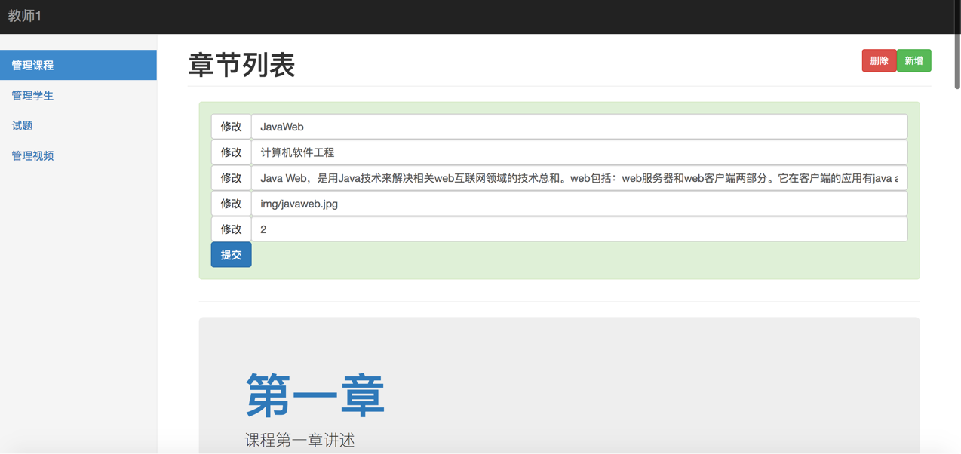 教师1
管理课程
管理学生
试题
管理视频
章节列表
删除 新增
修改 JavaWeb
修改 计算机软件工程
修改 Java Web、是用Java技术来解决相关web互联网领域的技术总和。web包括：web服务器和web客户端两部分。它在客户端的应用有java a
修改 img/javaweb.jpg
修改 2
提交
第一章
课程第一章讲述